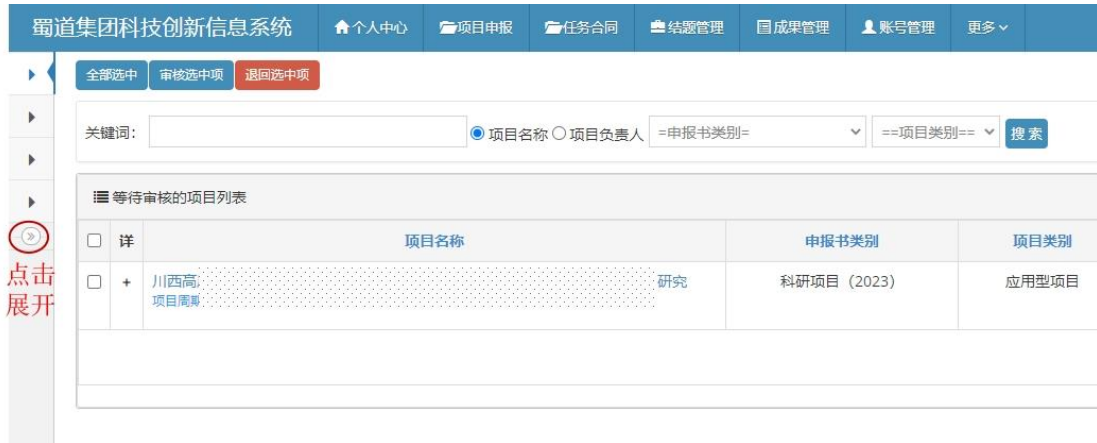 蜀道集团科技创新信息系统 个人中心 项目申报 任务合同 结题管理 成果管理 账号管理 更多
全部选中 审核选中项 退回选中项
关键词: 项目名称 项目负责人 =申报书类别= ==项目类别== 搜索
等待审核的项目列表
详 项目名称 申报书类别 项目类别
点击
展开
+ 川西高 研究 科研项目 (2023) 应用型项目
项目周期